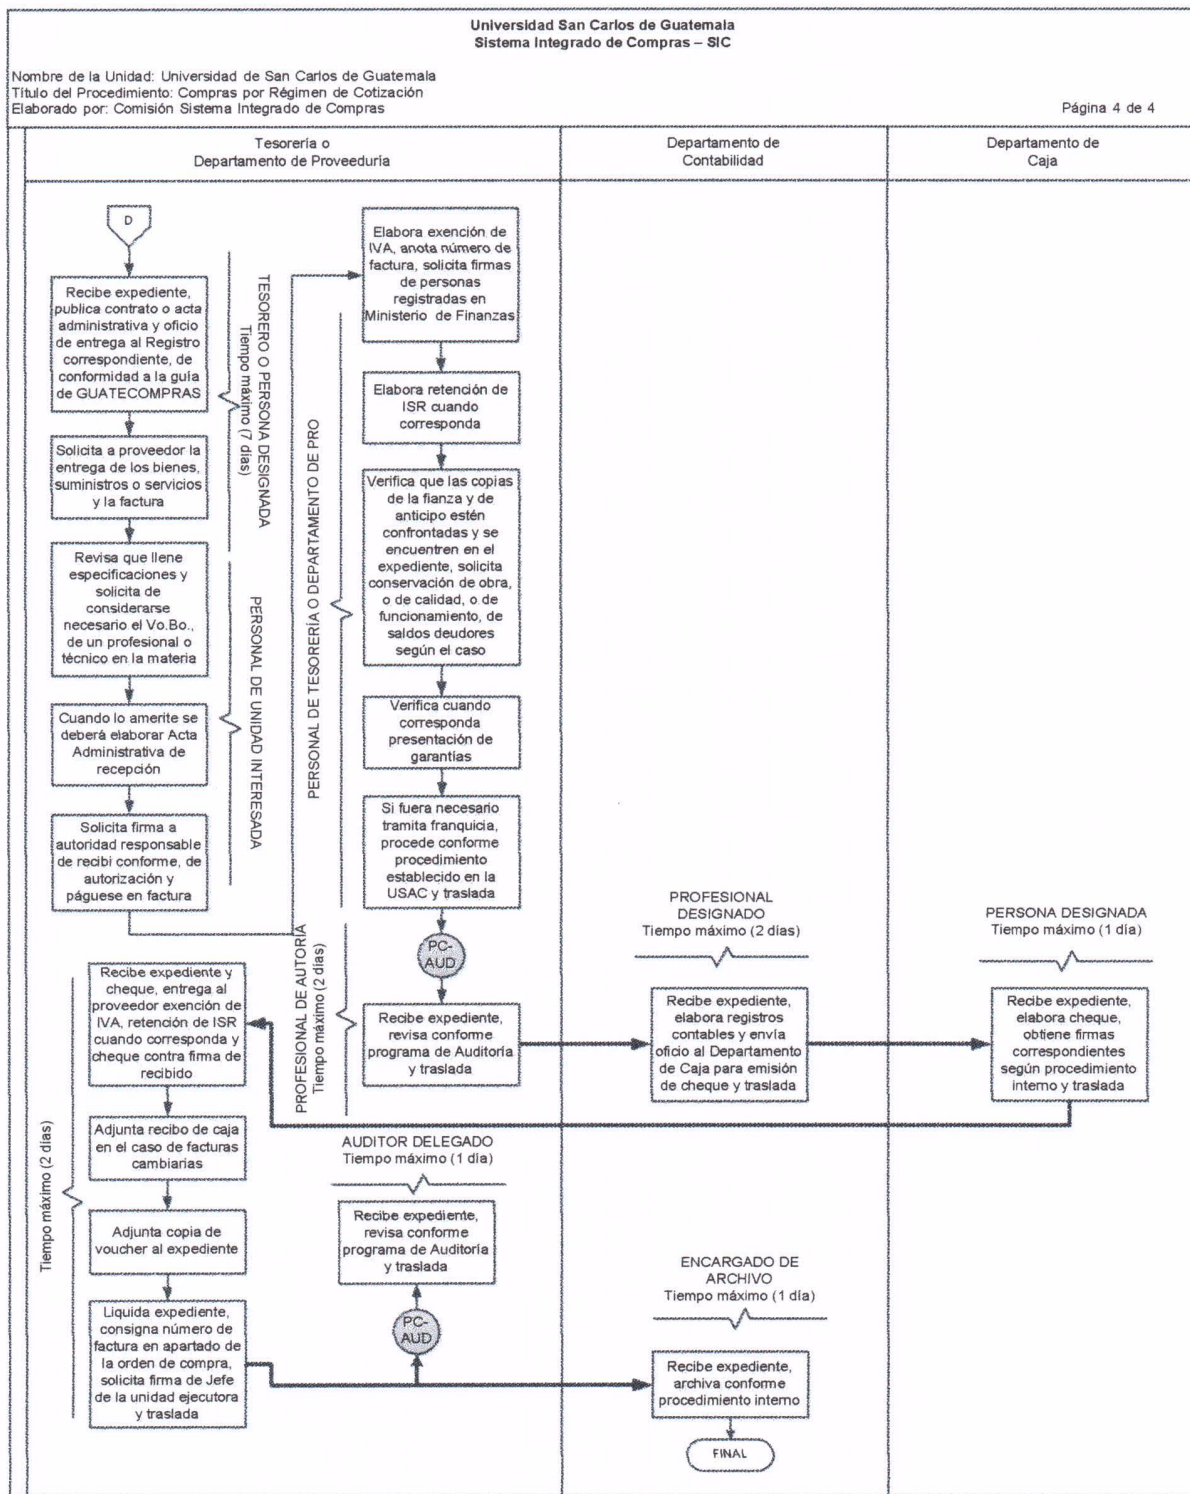 Universidad San Carlos de Guatemala
Sistema Integrado de Compras – SIC
Nombre de la Unidad: Universidad de San Carlos de Guatemala
Título del Procedimiento: Compras por Régimen de Cotización
Elaborado por: Comisión Sistema Integrado de Compras
Página 4 de 4
Tesorería o
Departamento de Proveeduría
Departamento de
Contabilidad
Departamento de
Caja
D
Recibe expediente,
publica contrato o acta
administrativa y oficio
de entrega al Registro
correspondiente, de
conformidad a la guía
de GUATECOMPRAS
Solicita a proveedor la
entrega de los bienes,
suministros o servicios
y la factura
TESORERO O PERSONA DESIGNADA
Tiempo máximo (7 días)
Revisa que llene
especificaciones y
solicita de
considerarse
necesario el Vo.Bo.,
de un profesional o
técnico en la materia
Cuando lo amerite se
deberá elaborar Acta
Administrativa de
recepción
Solicita firma a
autoridad responsable
de recibí conforme, de
autorización y
páguese en factura
PERSONAL DE UNIDAD INTERESADA
Elabora exención de
IVA, anota número de
factura, solicita firmas
de personas
registradas en
Ministerio de Finanzas
Elabora retención de
ISR cuando
corresponda
Verifica que las copias
de la fianza y de
anticipo estén
confrontadas y se
encuentren en el
expediente, solicita
conservación de obra,
o de calidad, o de
funcionamiento, de
saldos deudores
según el caso
Verifica cuando
corresponda
presentación de
garantías
Si fuera necesario
tramita franquicia,
procede conforme
procedimiento
establecido en la
USAC y traslada
PERSONAL DE TESORERÍA O DEPARTAMENTO DE PRO
PC-
AUD
Recibe expediente,
revisa conforme
programa de Auditoría
y traslada
PROFESIONAL DE AUTORIA
Tiempo máximo (2 días)
PROFESIONAL
DESIGNADO
Tiempo máximo (2 días)
Recibe expediente,
elabora registros
contables y envía
oficio al Departamento
de Caja para emisión
de cheque y traslada
PERSONA DESIGNADA
Tiempo máximo (1 día)
Recibe expediente,
elabora cheque,
obtiene firmas
correspondientes
según procedimiento
interno y traslada
Recibe expediente y
cheque, entrega al
proveedor exención de
IVA, retención de ISR
cuando corresponda y
cheque contra firma de
recibido
Adjunta recibo de caja
en el caso de facturas
cambiarias
Adjunta copia de
voucher al expediente
Liquida expediente,
consigna número de
factura en apartado de
la orden de compra,
solicita firma de Jefe
de la unidad ejecutora
y traslada
Tiempo máximo (2 días)
AUDITOR DELEGADO
Tiempo máximo (1 día)
Recibe expediente,
revisa conforme
programa de Auditoría
y traslada
PC-
AUD
ENCARGADO DE
ARCHIVO
Tiempo máximo (1 día)
Recibe expediente,
archiva conforme
procedimiento interno
FINAL